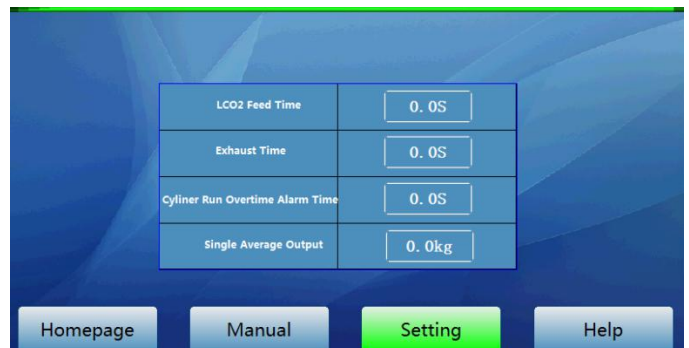 LCO2 Feed Time 0. 0S
Exhaust Time 0. 0S
Cyliner Run Overtime Alarm Time 0. 0S
Single Average Output 0. 0kg
Homepage Manual Setting Help